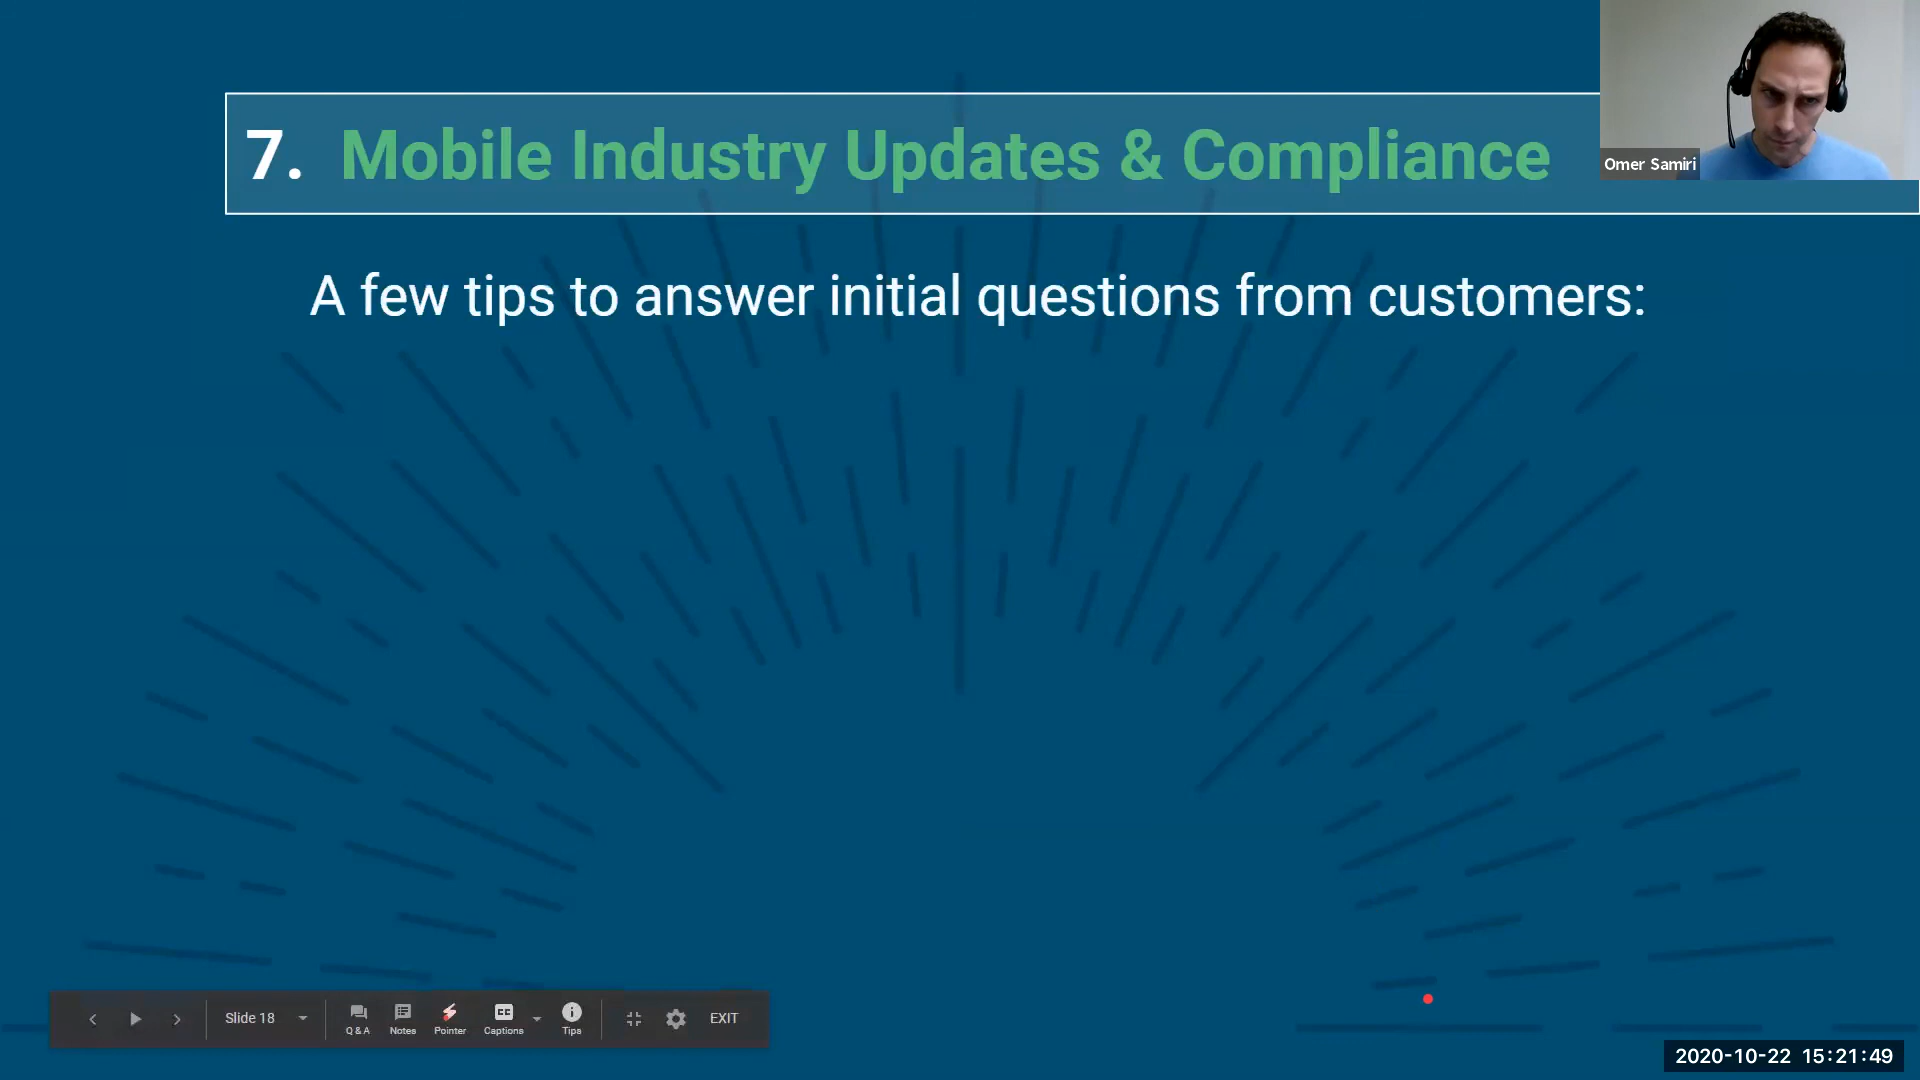 7. Mobile Industry Updates & Compliance
Omer Samiri
A few tips to answer initial questions from customers:
Slide 18
Q & A
Notes
Pointer
CC
Captions
Tips
EXIT
2020-10-22 15:21:49